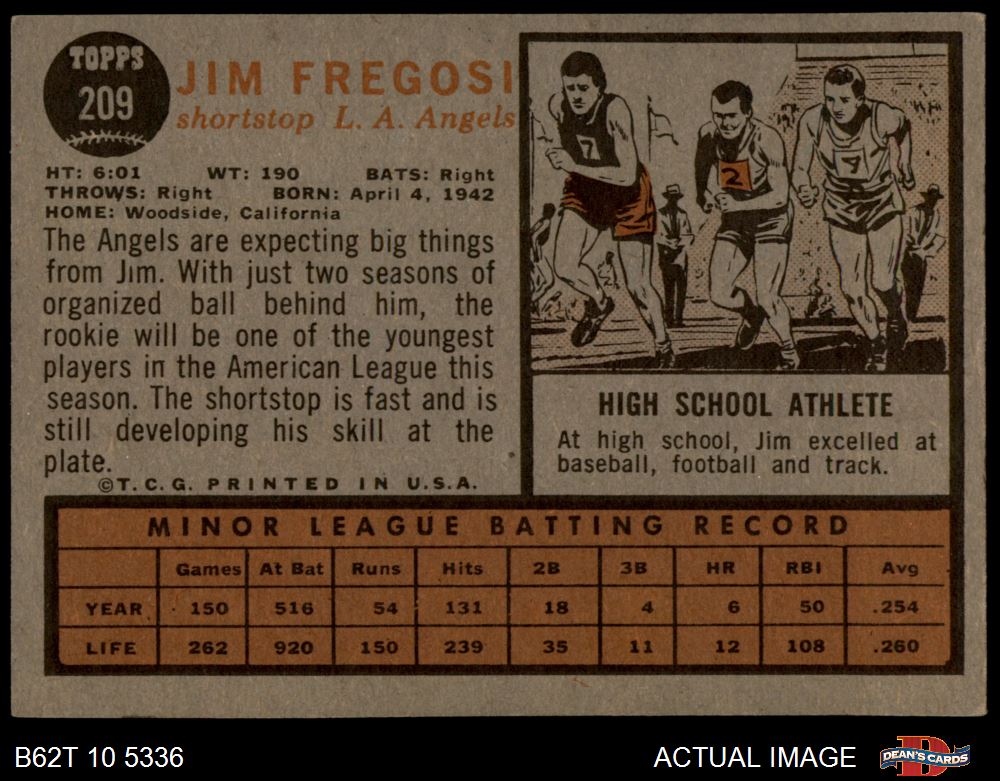 TOPPS
209
JIM FREGOSI
shortstop L. A. Angels
HT: 6:01 WT: 190 BATS: Right
THROWS: Right BORN: April 4, 1942
HOME: Woodside, California
The Angels are expecting big things
from Jim. With just two seasons of
organized ball behind him, the
rookie will be one of the youngest
players in the American League this
season. The shortstop is fast and is
still developing his skill at the
plate.
©T. C. G. PRINTED IN U.S.A.
7
2
7
HIGH SCHOOL ATHLETE
At high school, Jim excelled at
baseball, football and track.
MINOR LEAGUE BATTING RECORD
Games At Bat Runs Hits 2B 3B HR RBI Avg
YEAR 150 516 54 131 18 4 6 50 .254
LIFE 262 920 150 239 35 11 12 108 .260
B62T 10 5336
ACTUAL IMAGE
D
DEAN'S CARDS